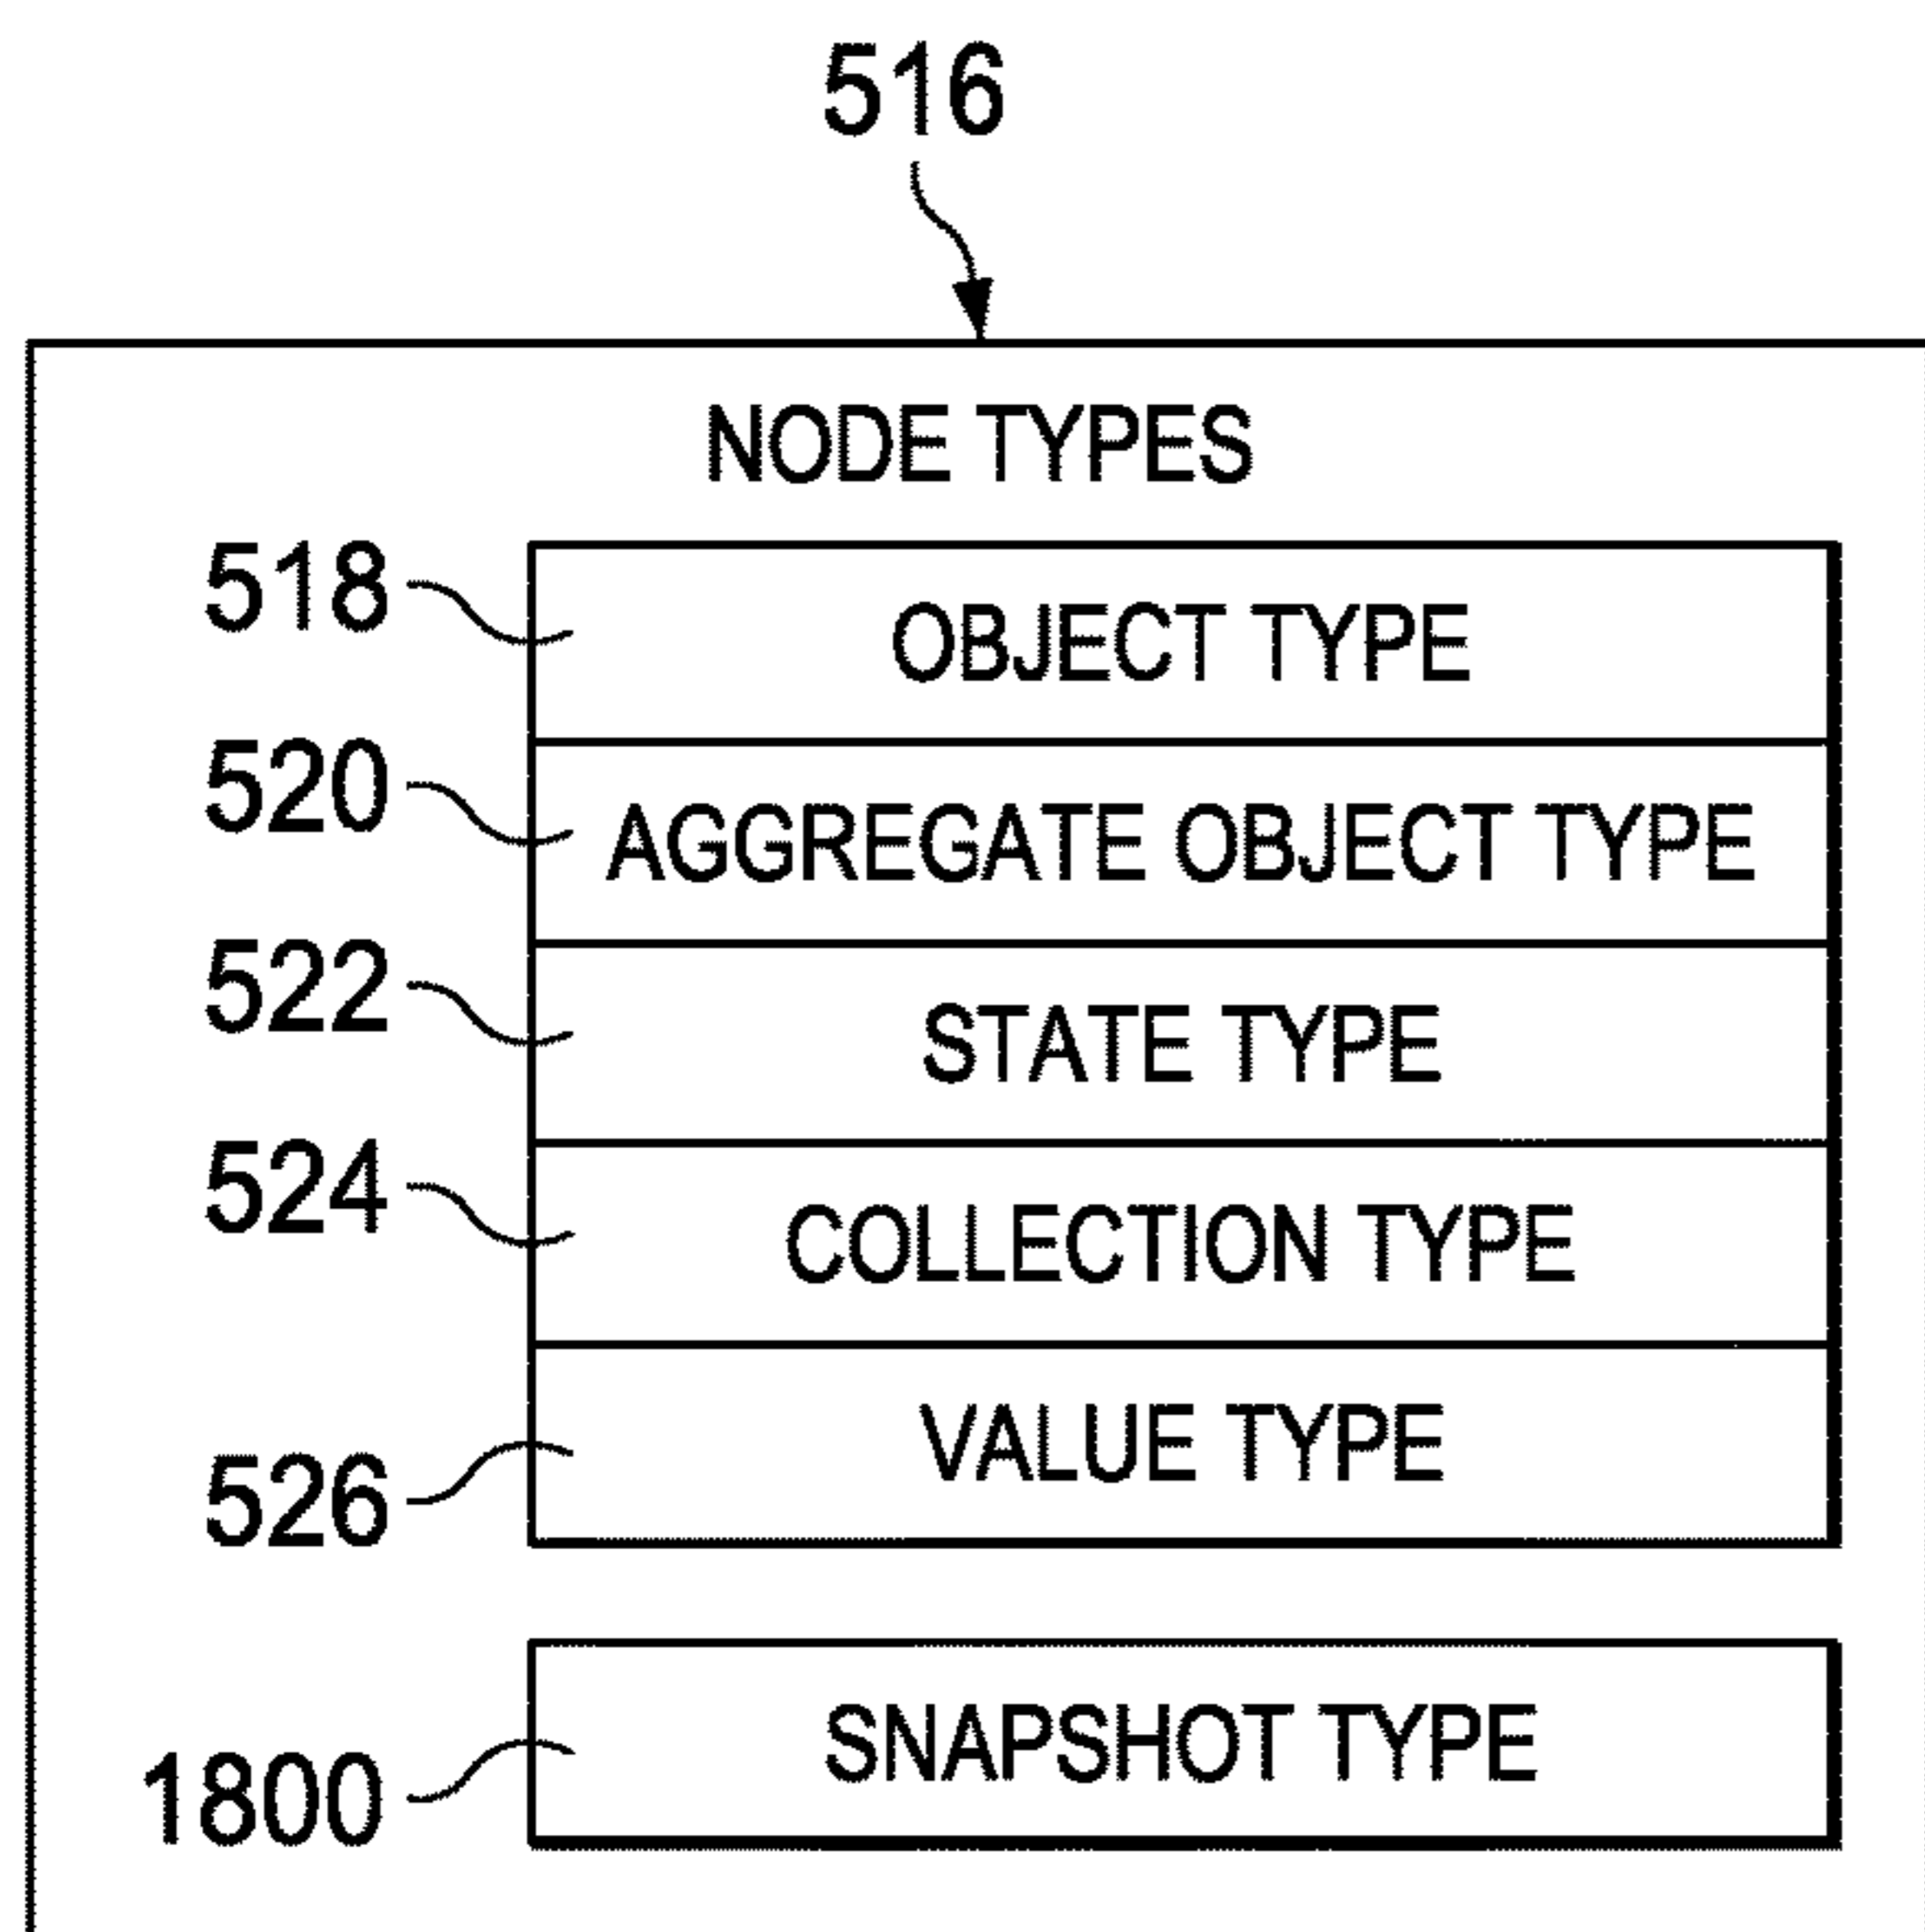 516
NODE TYPES
518
OBJECT TYPE
520
AGGREGATE OBJECT TYPE
522
STATE TYPE
524
COLLECTION TYPE
526
VALUE TYPE
1800
SNAPSHOT TYPE